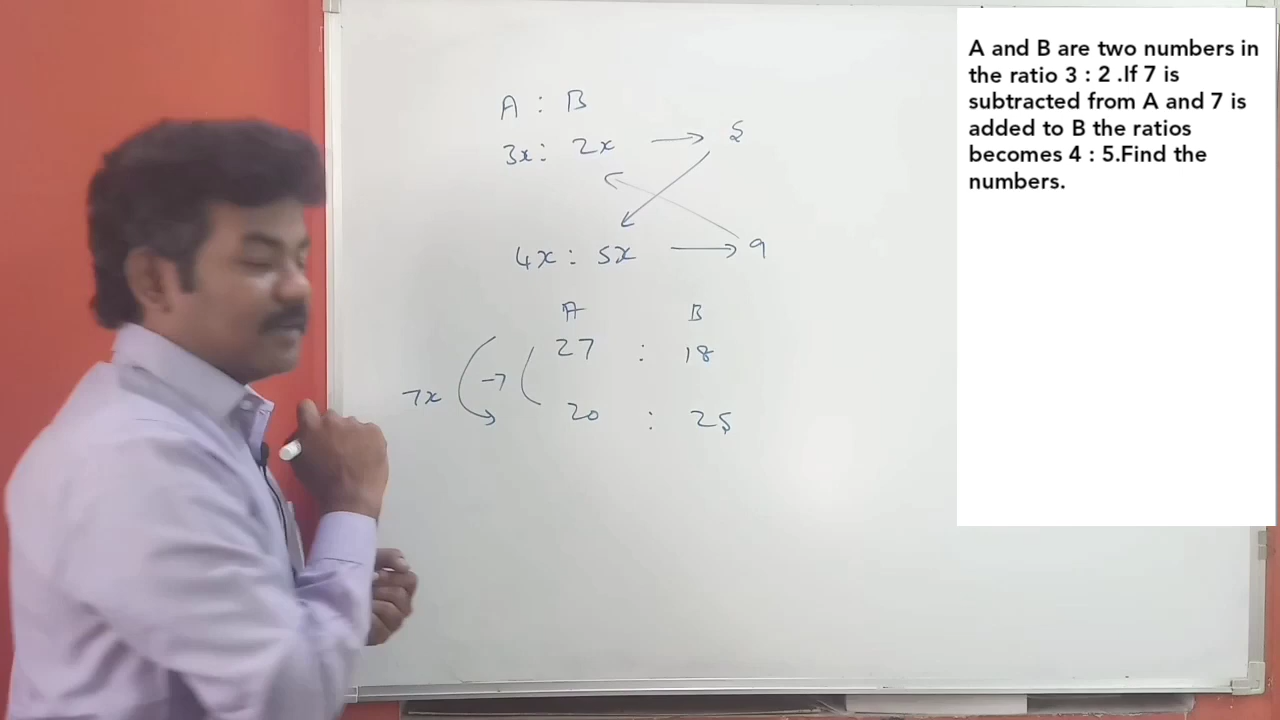 A : B
3x : 2x → 5
4x : 5x → 9
A B
27 : 18
7x -7
20 : 25
A and B are two numbers in
the ratio 3 : 2 .If 7 is
subtracted from A and 7 is
added to B the ratios
becomes 4 : 5.Find the
numbers.